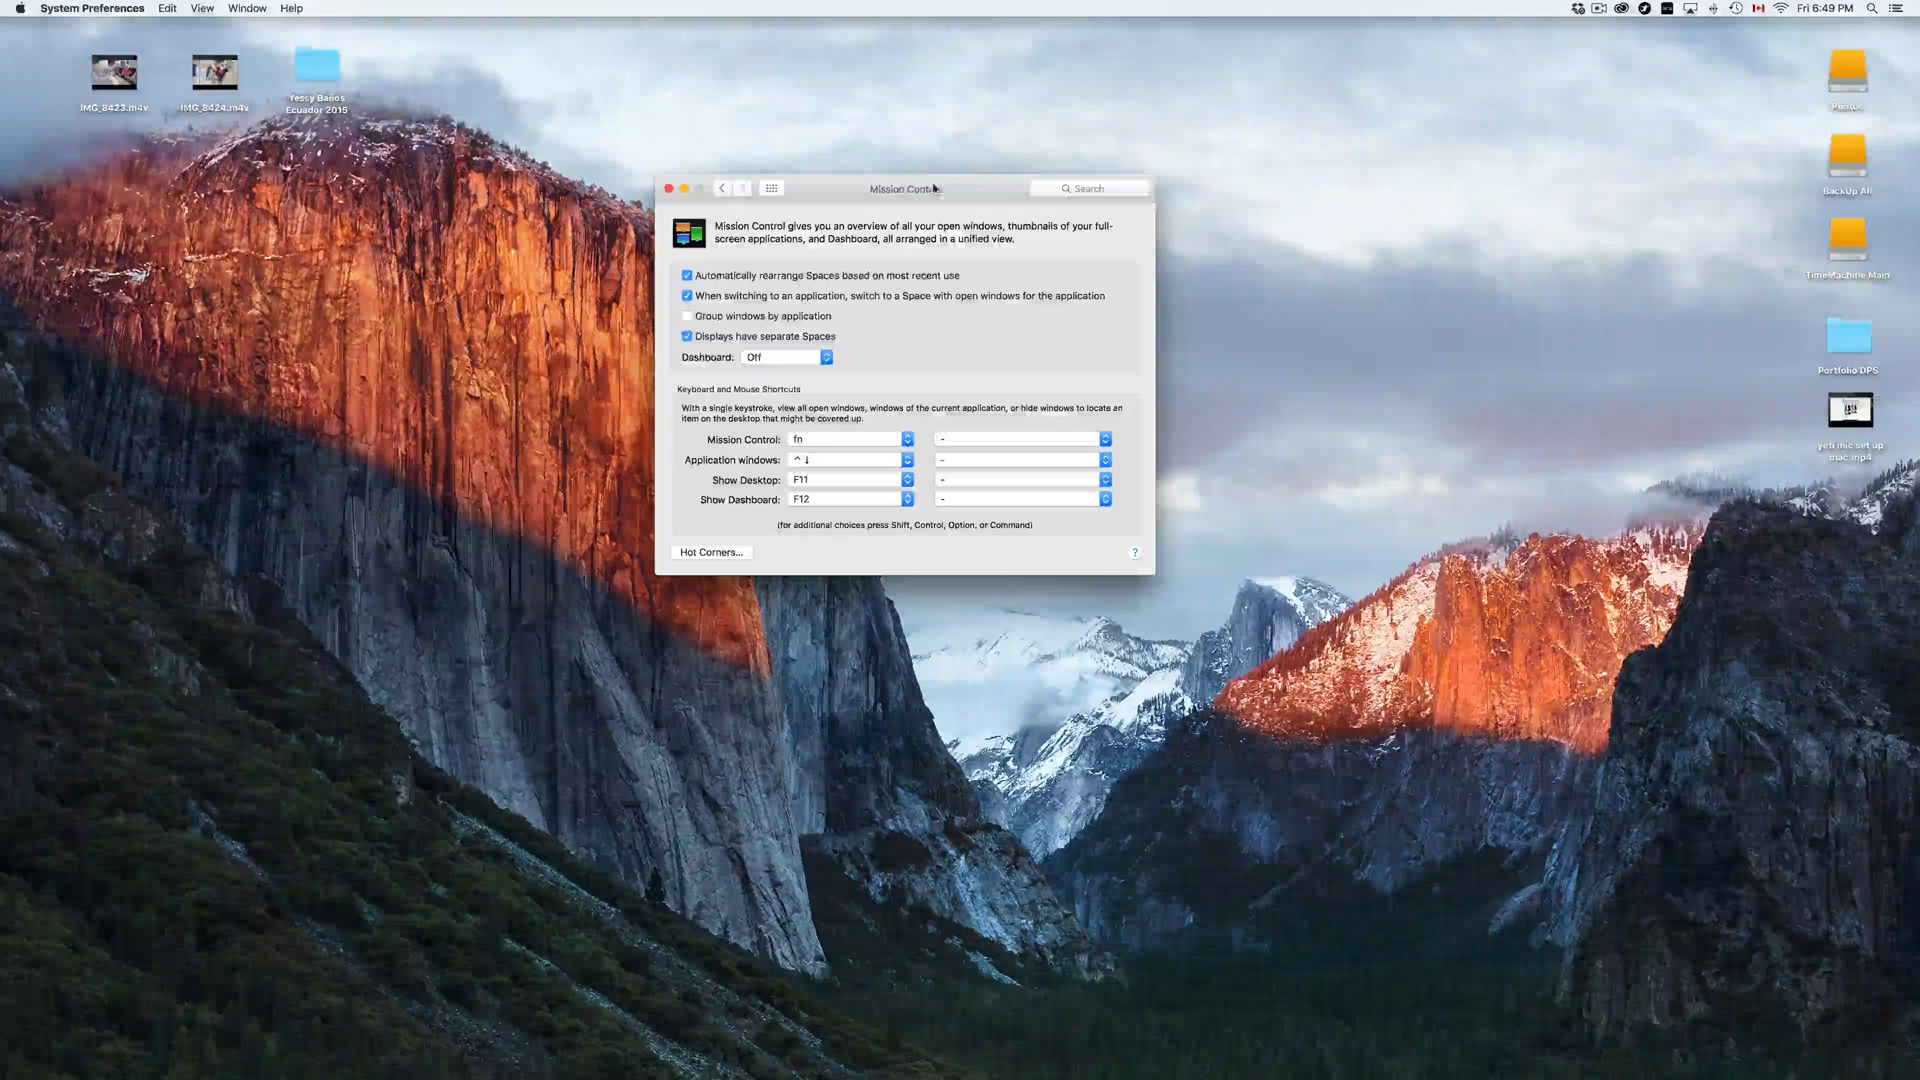 System Preferences Edit View Window Help
Fri 6:49 PM
IMG_8423.m4v
IMG_8424.m4v
Yessy Baños
Ecuador 2015
Photos
BackUp All
TimeMachine Main
Portfolio DPS
yeti mic set up
mac.mp4
Mission Control
Search
Mission Control gives you an overview of all your open windows, thumbnails of your full-
screen applications, and Dashboard, all arranged in a unified view.
Automatically rearrange Spaces based on most recent use
When switching to an application, switch to a Space with open windows for the application
Group windows by application
Displays have separate Spaces
Dashboard: Off
Keyboard and Mouse Shortcuts
With a single keystroke, view all open windows, windows of the current application, or hide windows to locate an
item on the desktop that might be covered up.
Mission Control: fn -
Application windows: ^ ↓ -
Show Desktop: F11 -
Show Dashboard: F12 -
(for additional choices press Shift, Control, Option, or Command)
Hot Corners... ?